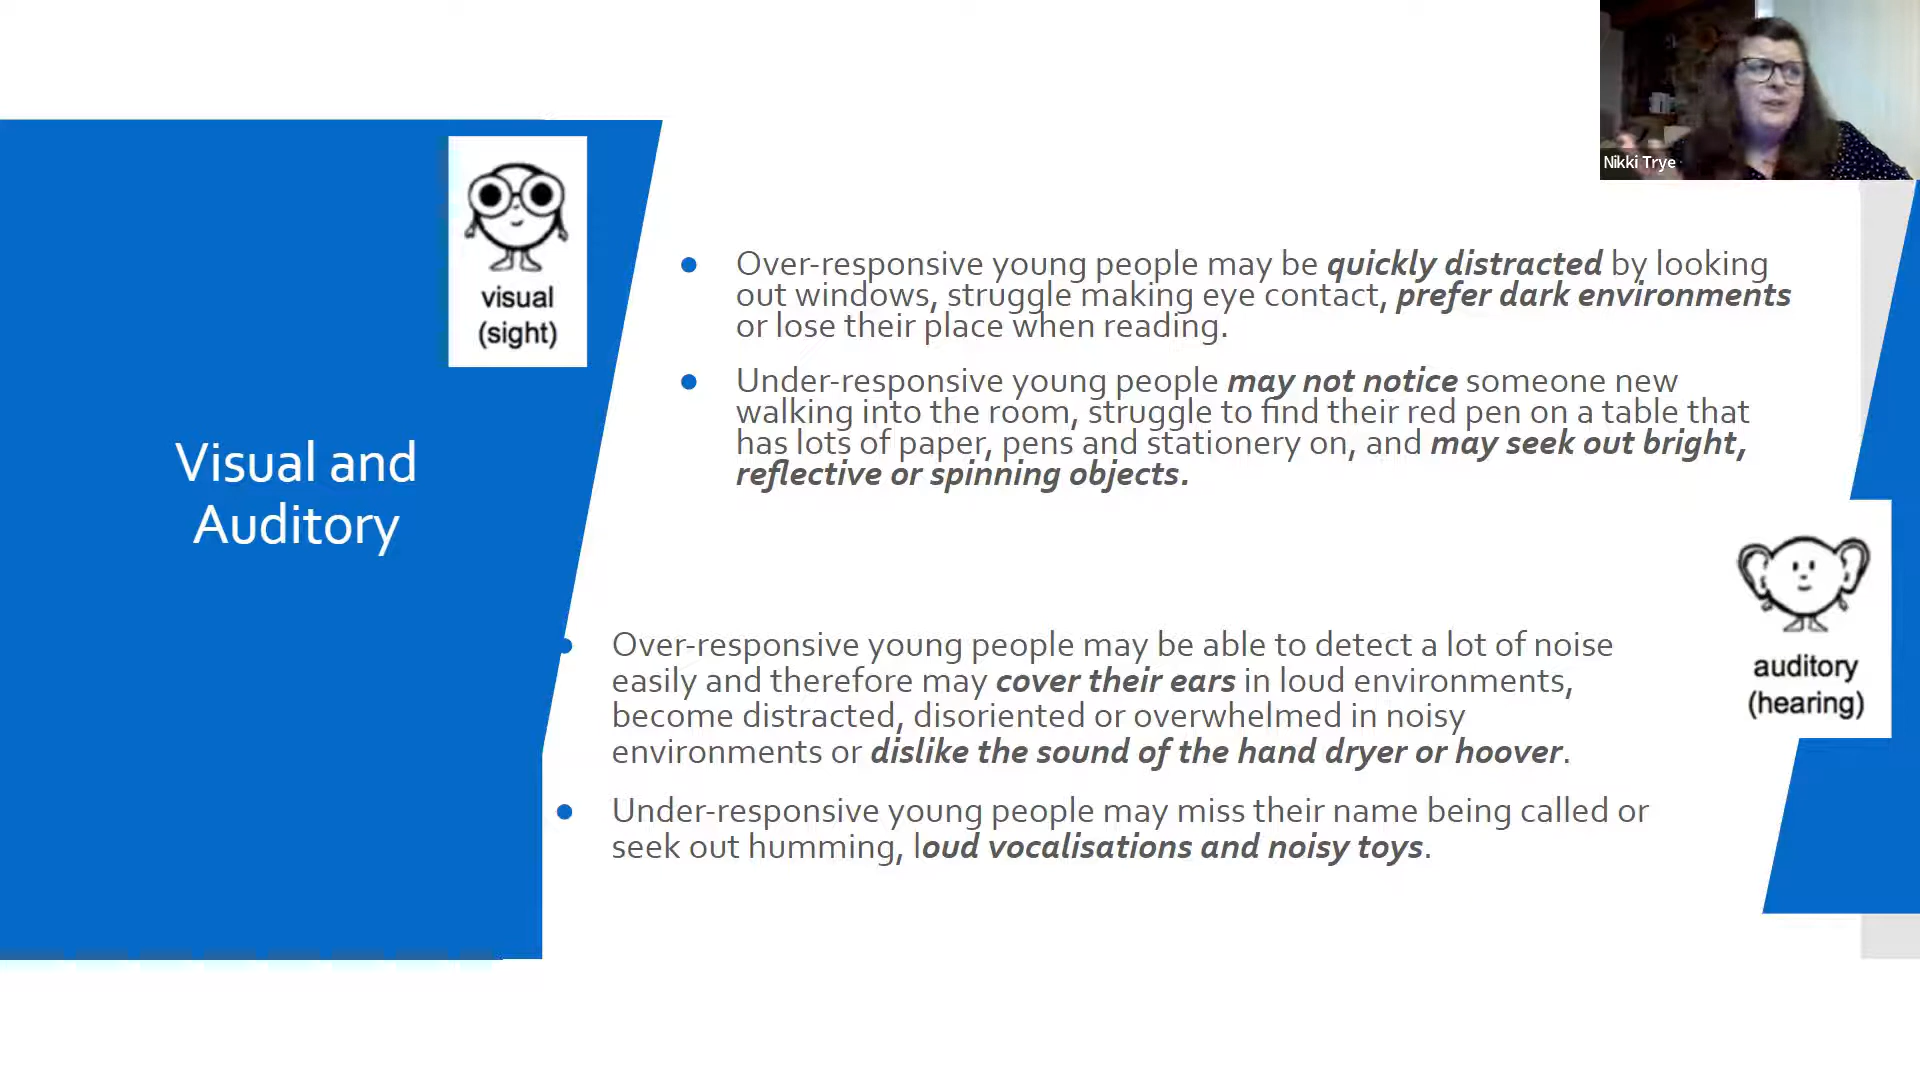 Nikki Trye
visual
(sight)
Visual and
Auditory
Over-responsive young people may be quickly distracted by looking
out windows, struggle making eye contact, prefer dark environments
or lose their place when reading.
Under-responsive young people may not notice someone new
walking into the room, struggle to find their red pen on a table that
has lots of paper, pens and stationery on, and may seek out bright,
reflective or spinning objects.
auditory
(hearing)
Over-responsive young people may be able to detect a lot of noise
easily and therefore may cover their ears in loud environments,
become distracted, disoriented or overwhelmed in noisy
environments or dislike the sound of the hand dryer or hoover.
Under-responsive young people may miss their name being called or
seek out humming, loud vocalisations and noisy toys.